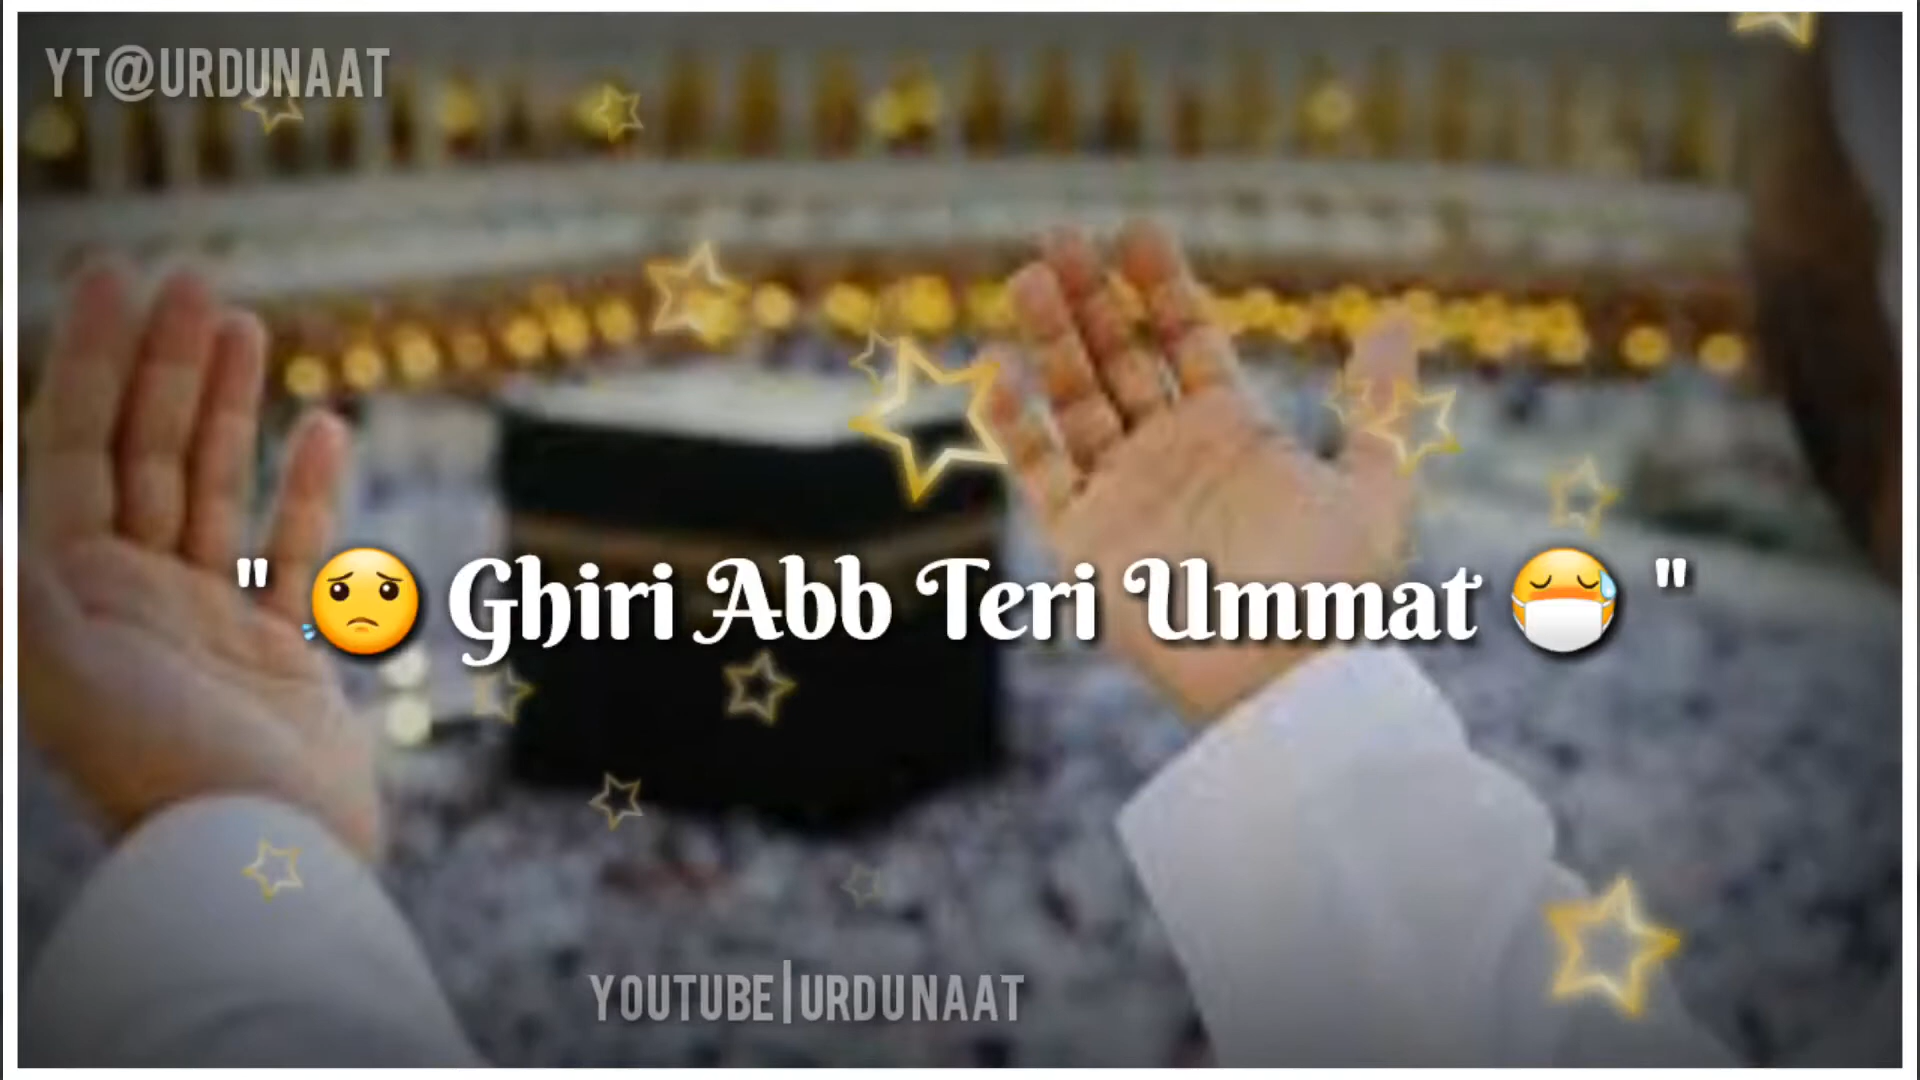 YT@URDUNAAT
" 😟 Ghiri Abb Teri Ummat 😷 "
YOUTUBE|URDUNAAT